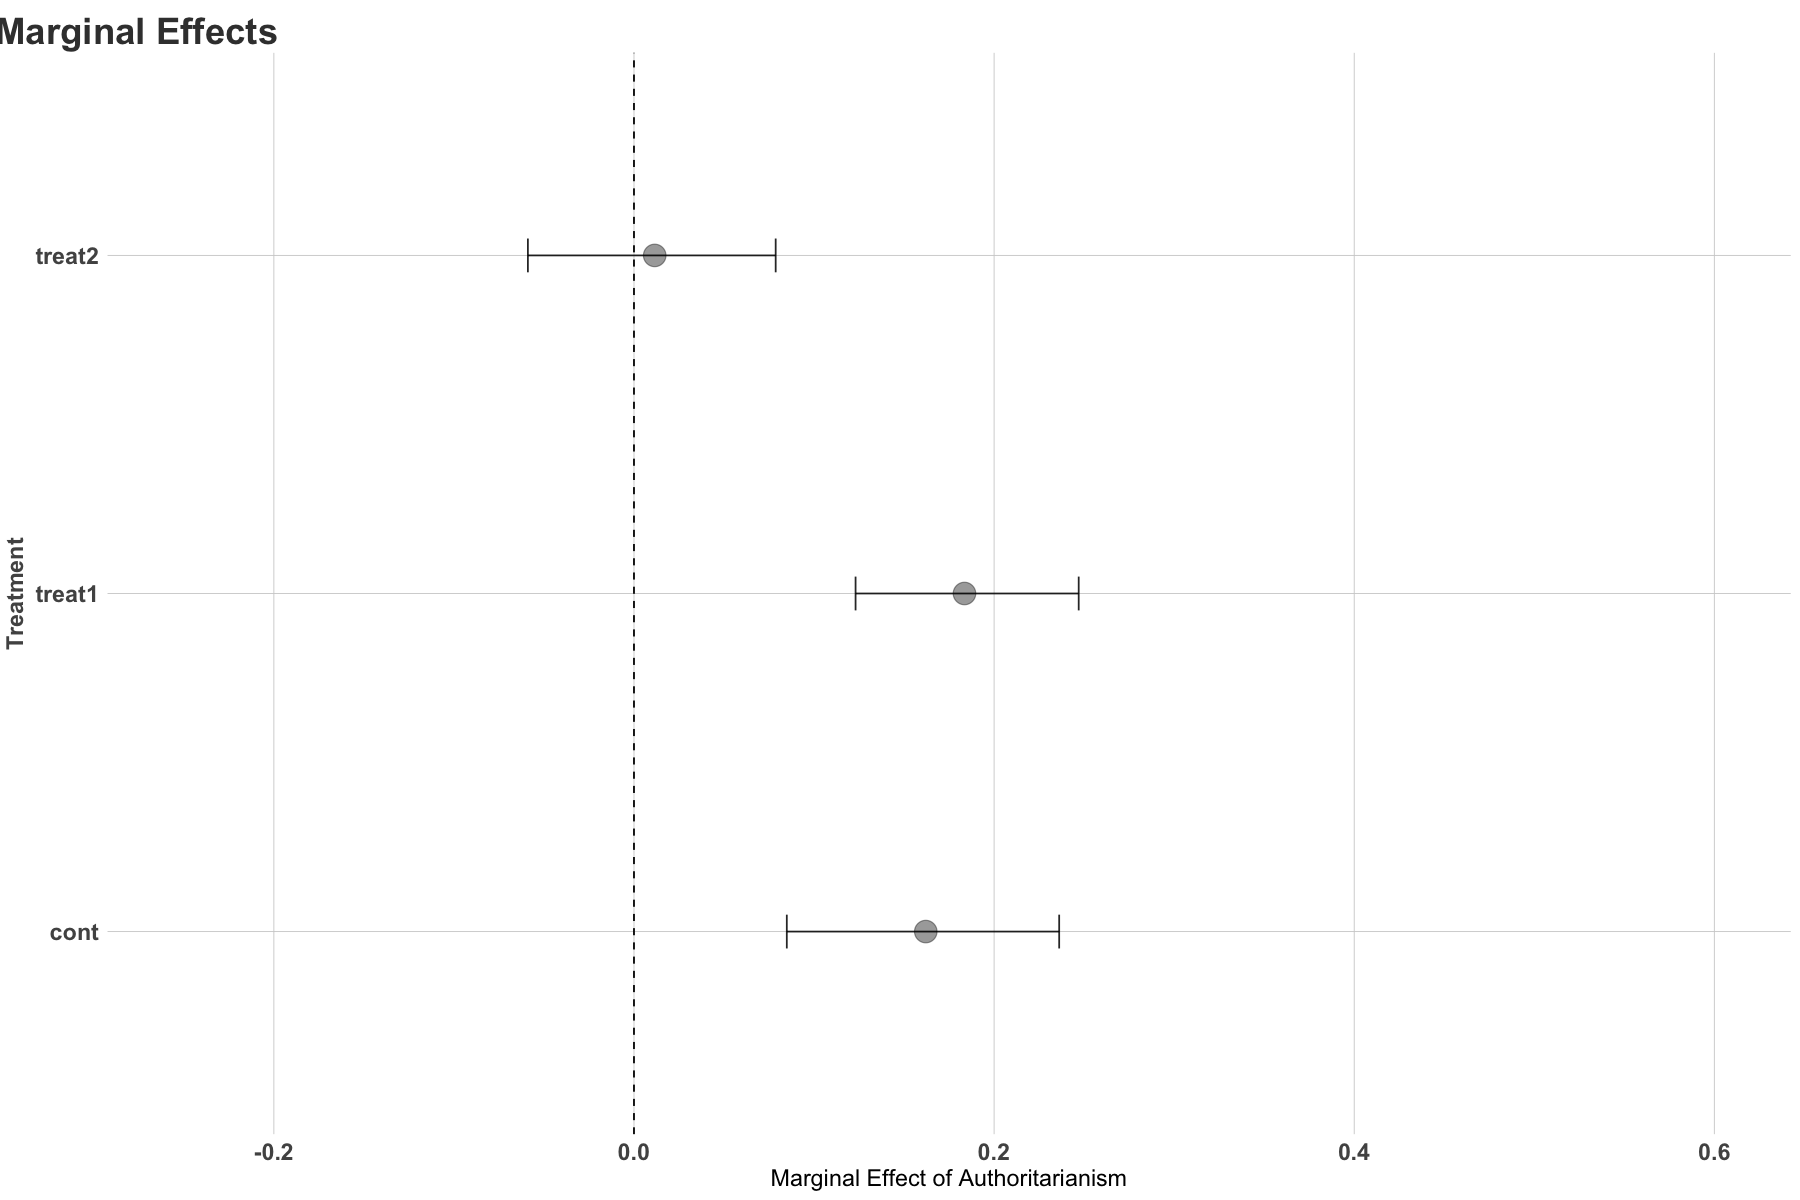 Marginal Effects
treat2
treat1
cont
Treatment
-0.2
0.0
0.2
0.4
0.6
Marginal Effect of Authoritarianism